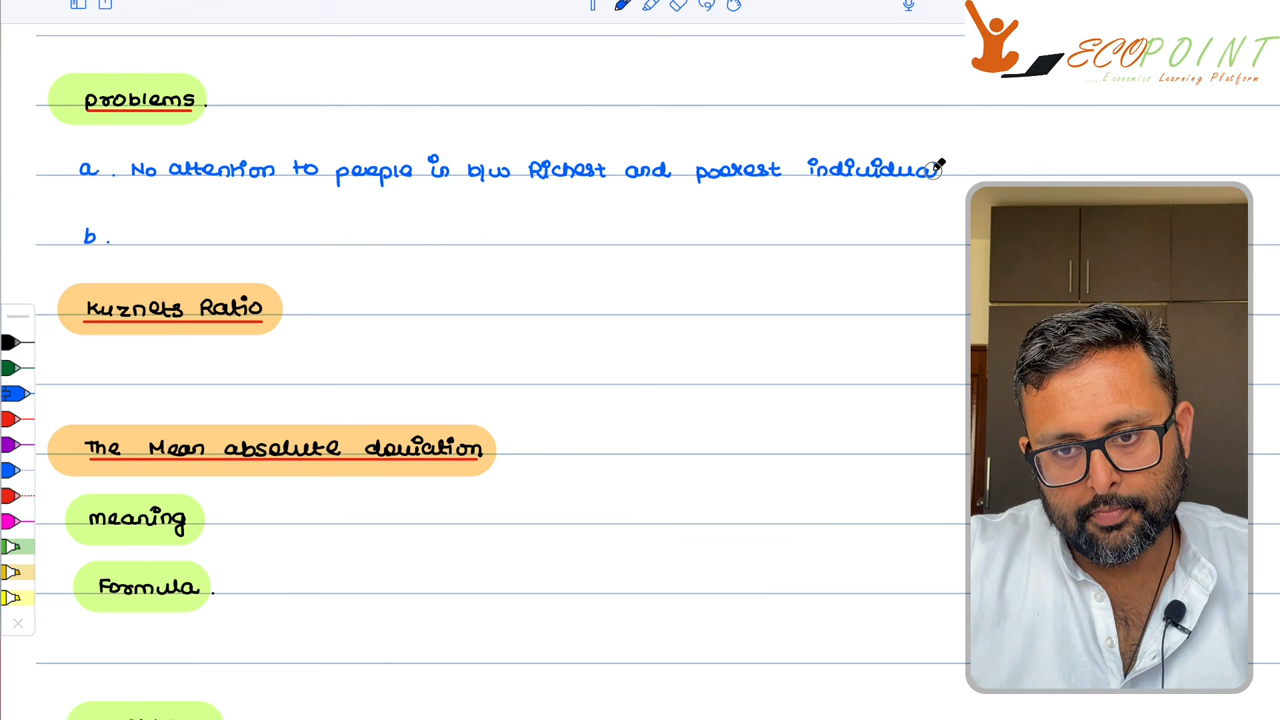 ECOPOINT
.....Economics Learning Platform
problems.
a. No attention to people in b/w Richest and poorest individua
b.
Kuznets Ratio
The Mean absolute deviation
meaning
Formula.